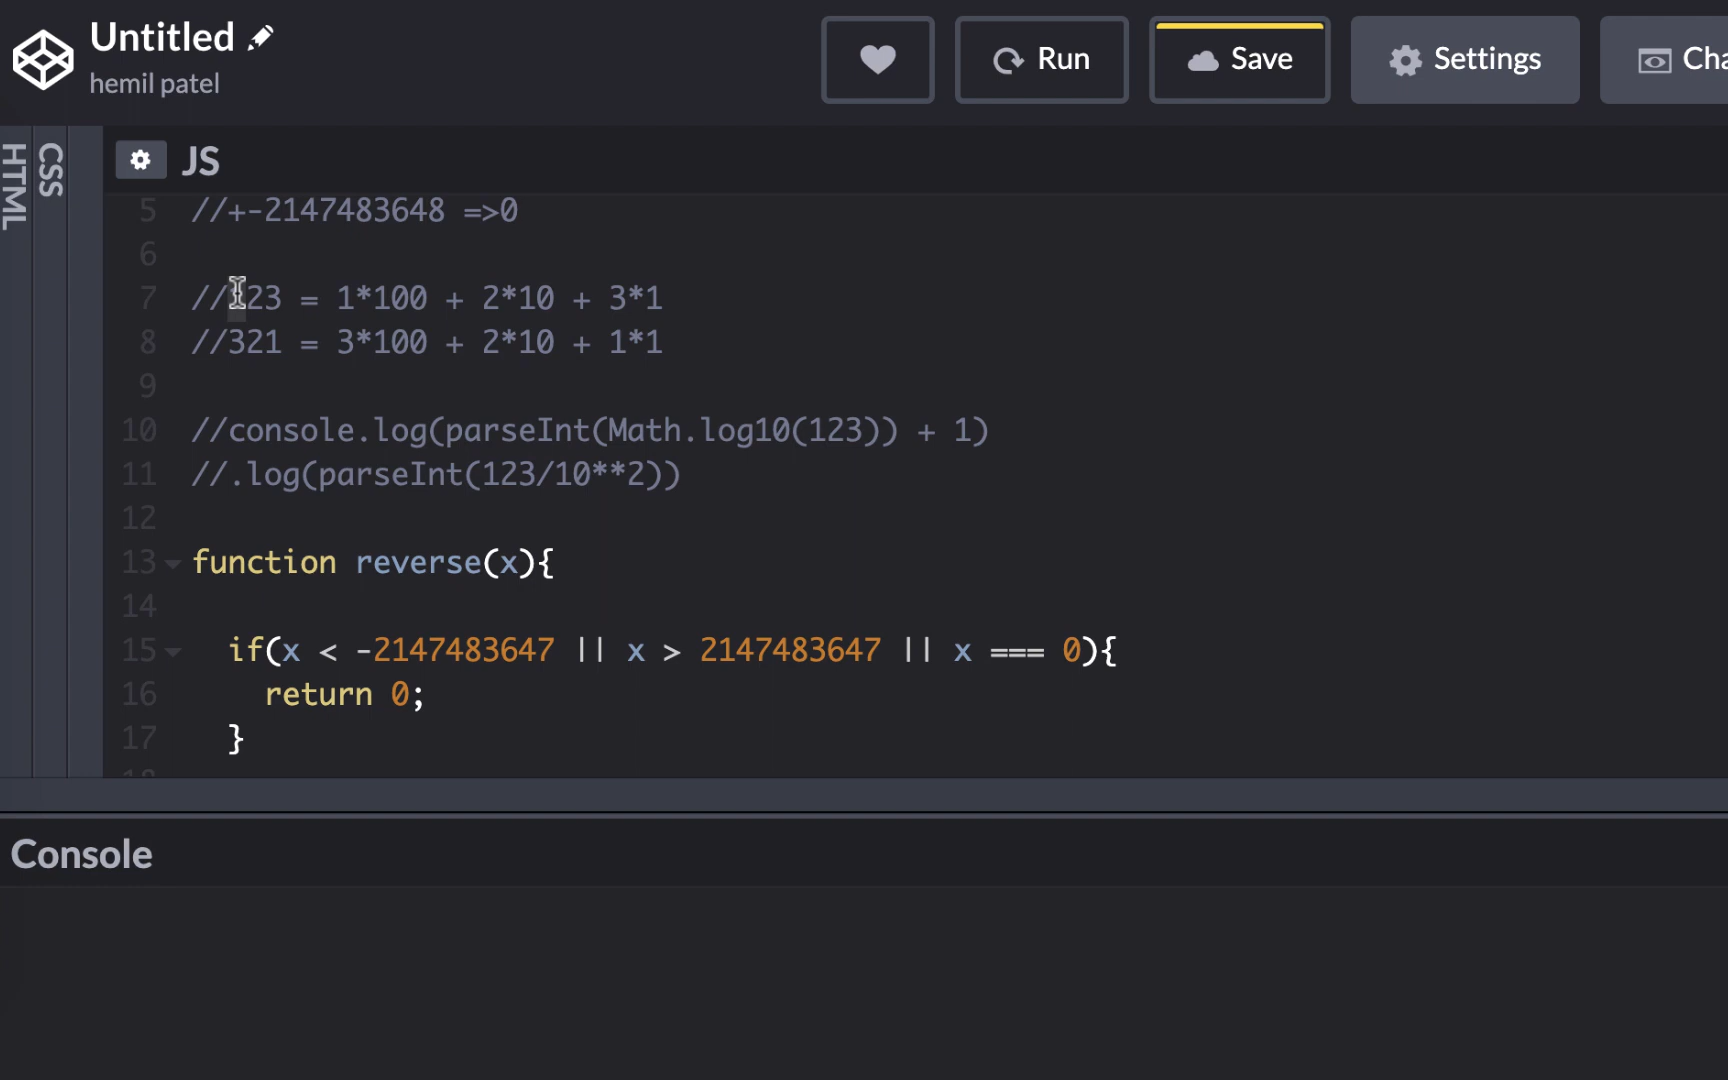 Untitled
hemil patel
Run
Save
Settings
HTML
CSS
JS
5 //+-2147483648 =>0
6
7 //123 = 1*100 + 2*10 + 3*1
8 //321 = 3*100 + 2*10 + 1*1
9
10 //console.log(parseInt(Math.log10(123)) + 1)
11 //.log(parseInt(123/10**2))
12
13 function reverse(x){
14
15 if(x < -2147483647 || x > 2147483647 || x === 0){
16 return 0;
17 }
Console